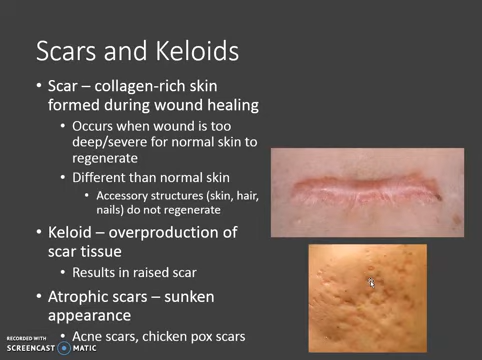 Scars and Keloids
• Scar – collagen-rich skin
formed during wound healing
• Occurs when wound is too
deep/severe for normal skin to
regenerate
• Different than normal skin
• Accessory structures (skin, hair,
nails) do not regenerate
• Keloid – overproduction of
scar tissue
• Results in raised scar
• Atrophic scars – sunken
appearance
• Acne scars, chicken pox scars
RECORDED WITH
SCREENCAST MATIC